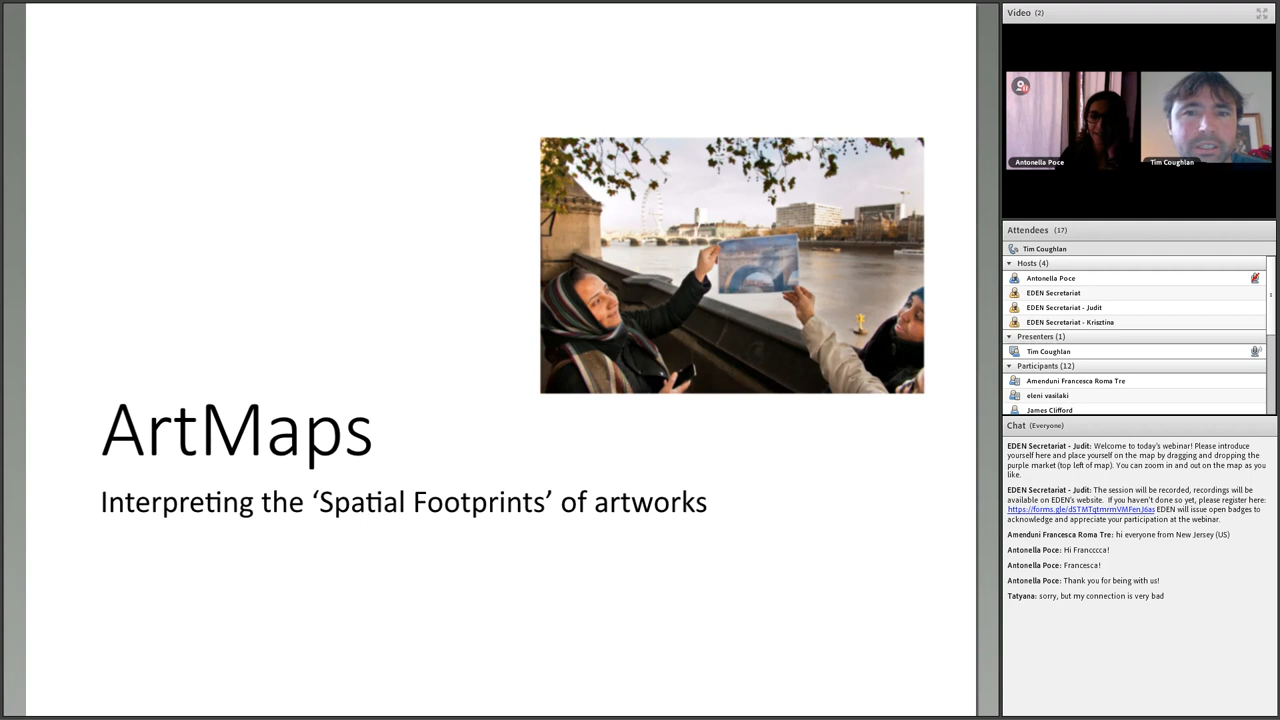 ArtMaps
Interpreting the ‘Spatial Footprints’ of artworks
Video (2)
Antonella Poce
Tim Coughlan
Attendees (17)
Tim Coughlan
Hosts (4)
Antonella Poce
EDEN Secretariat
EDEN Secretariat - Judit
EDEN Secretariat - Krisztina
Presenters (1)
Tim Coughlan
Participants (12)
Amenduni Francesca Roma Tre
eleni vasilaki
James Clifford
Chat (Everyone)
EDEN Secretariat - Judit: Welcome to today's webinar! Please introduce
yourself here and place yourself on the map by dragging and dropping the
purple market (top left of map). You can zoom in and out on the map as you
like.
EDEN Secretariat - Judit: The session will be recorded, recordings will be
available on EDEN's website. If you haven't done so yet, please register here:
https://forms.gle/dSTMTqtmrmVMFenJ6as EDEN will issue open badges to
acknowledge and appreciate your participation at the webinar.
Amenduni Francesca Roma Tre: hi everyone from New Jersey (US)
Antonella Poce: Hi Franccca!
Antonella Poce: Francesca!
Antonella Poce: Thank you for being with us!
Tatyana: sorry, but my connection is very bad